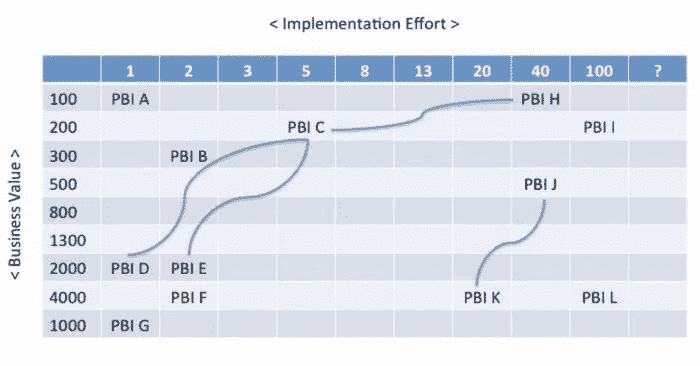 < Implementation Effort >
1 2 3 5 8 13 20 40 100 ?
< Business Value >
100 PBI A PBI H
200 PBI C PBI I
300 PBI B
500 PBI J
800
1300
2000 PBI D PBI E
4000 PBI F PBI K PBI L
1000 PBI G